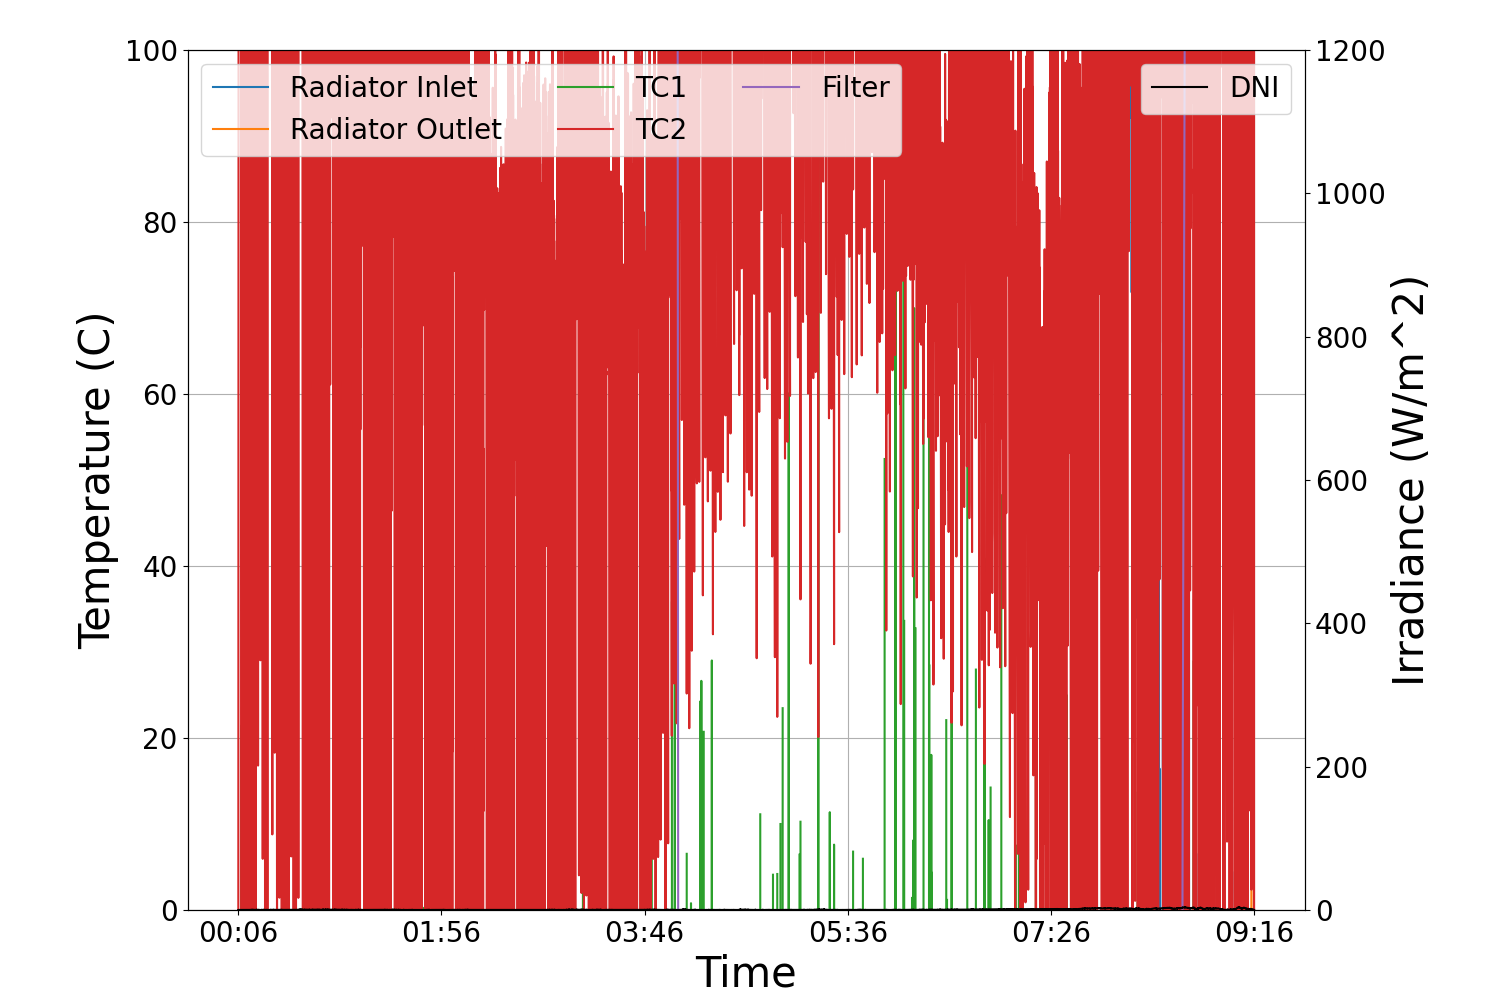 100
80
60
40
20
0
Temperature (C)
Radiator Inlet
Radiator Outlet
TC1
TC2
Filter
DNI
1200
1000
800
600
400
200
0
Irradiance (W/m^2)
00:06
01:56
03:46
05:36
07:26
09:16
Time